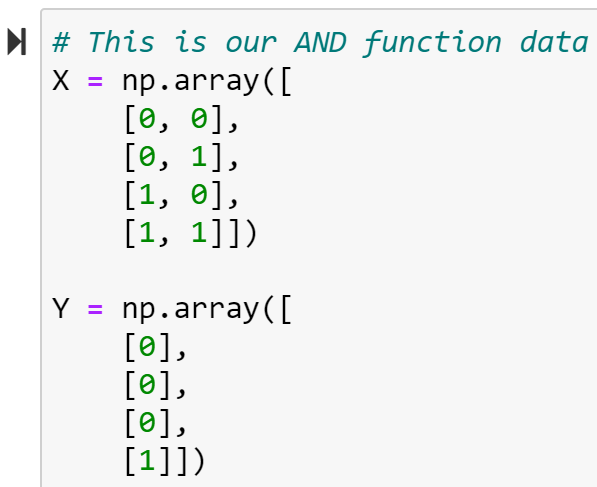 # This is our AND function data
X = np.array([
    [0, 0],
    [0, 1],
    [1, 0],
    [1, 1]])

Y = np.array([
    [0],
    [0],
    [0],
    [1]])